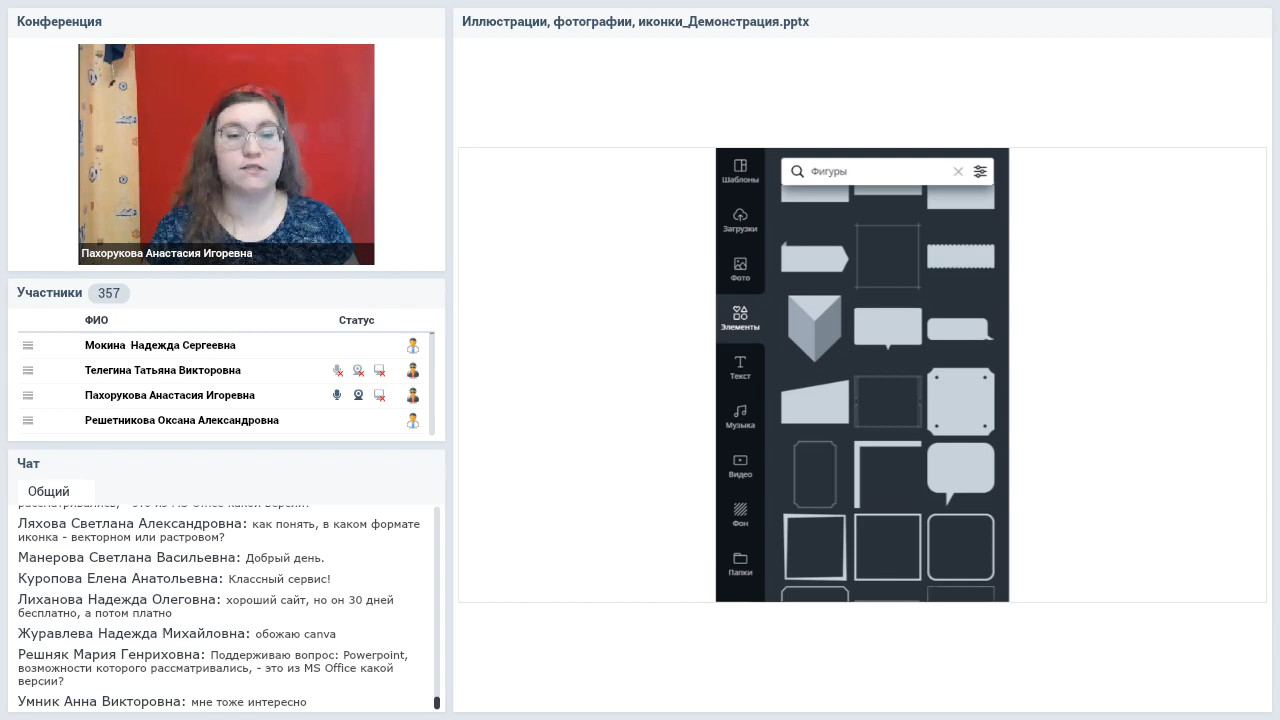 Конференция
Пахорукова Анастасия Игоревна
Участники 357
ФИО Статус
Мокина Надежда Сергеевна
Телегина Татьяна Викторовна
Пахорукова Анастасия Игоревна
Решетникова Оксана Александровна
Чат
Общий
Ляхова Светлана Александровна: как понять, в каком формате
иконка - векторном или растровом?
Манерова Светлана Васильевна: Добрый день.
Куропова Елена Анатольевна: Классный сервис!
Лиханова Надежда Олеговна: хороший сайт, но он 30 дней
бесплатно, а потом платно
Журавлева Надежда Михайловна: обожаю canva
Решняк Мария Генриховна: Поддерживаю вопрос: Powerpoint,
возможности которого рассматривались, - это из MS Office какой
версии?
Умник Анна Викторовна: мне тоже интересно
Иллюстрации, фотографии, иконки_Демонстрация.pptx
Фигуры
Шаблоны
Загрузки
Фото
Элементы
Текст
Музыка
Видео
Фон
Папки